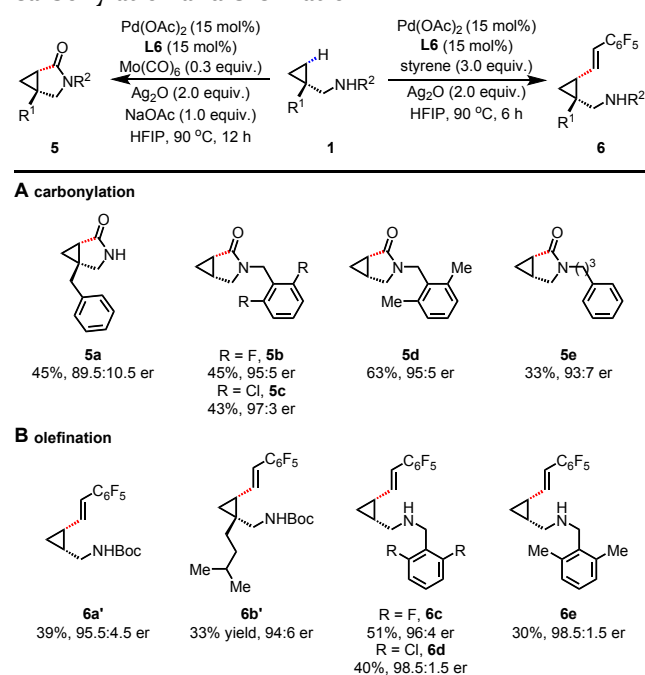 Pd(OAc)2 (15 mol%)
L6 (15 mol%)
Mo(CO)6 (0.3 equiv.)
Ag2O (2.0 equiv.)
NaOAc (1.0 equiv.)
HFIP, 90 °C, 12 h
O
NR2
R1
5
H
NHR2
R1
1
Pd(OAc)2 (15 mol%)
L6 (15 mol%)
styrene (3.0 equiv.)
Ag2O (2.0 equiv.)
HFIP, 90 °C, 6 h
C6F5
NHR2
R1
6
A carbonylation
O
NH
5a
45%, 89.5:10.5 er
O
N
R
R
R = F, 5b
45%, 95:5 er
R = Cl, 5c
43%, 97:3 er
O
N
Me
Me
5d
63%, 95:5 er
O
N
( )3
5e
33%, 93:7 er
B olefination
C6F5
NHBoc
6a'
39%, 95.5:4.5 er
C6F5
NHBoc
Me
Me
6b'
33% yield, 94:6 er
C6F5
H
N
R
R
R = F, 6c
51%, 96:4 er
R = Cl, 6d
40%, 98.5:1.5 er
C6F5
H
N
Me
Me
6e
30%, 98.5:1.5 er